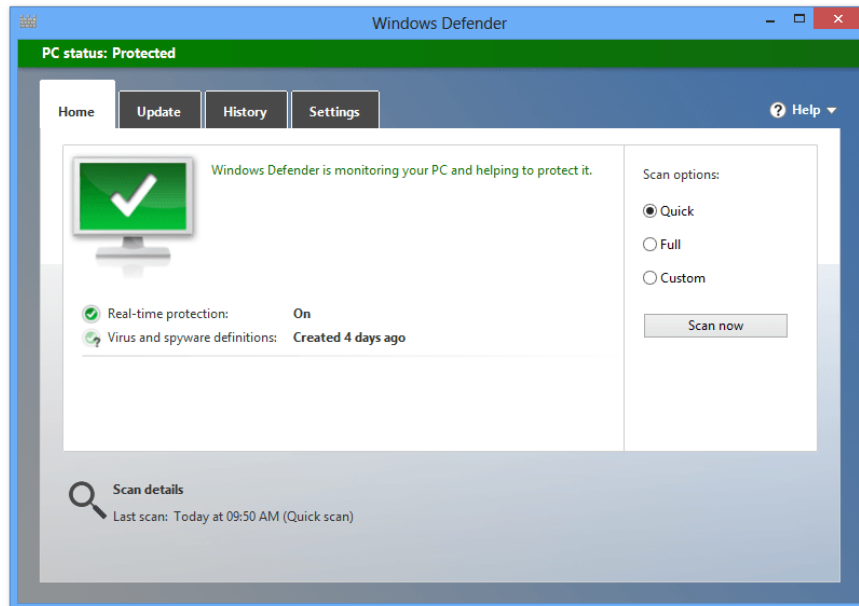 Windows Defender
PC status: Protected
Home Update History Settings Help
Windows Defender is monitoring your PC and helping to protect it.
Real-time protection: On
Virus and spyware definitions: Created 4 days ago
Scan options:
Quick
Full
Custom
Scan now
Scan details
Last scan: Today at 09:50 AM (Quick scan)